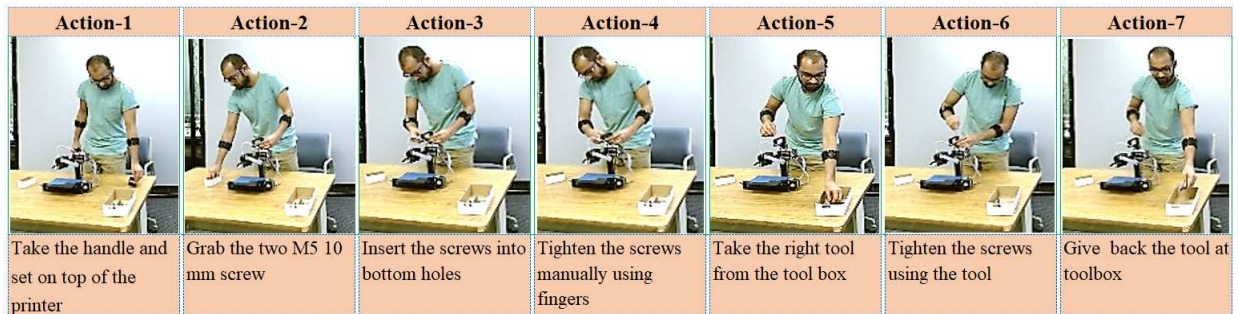 Action-1
Action-2
Action-3
Action-4
Action-5
Action-6
Action-7
Take the handle and
set on top of the
printer
Grab the two M5 10
mm screw
Insert the screws into
bottom holes
Tighten the screws
manually using
fingers
Take the right tool
from the tool box
Tighten the screws
using the tool
Give back the tool at
toolbox